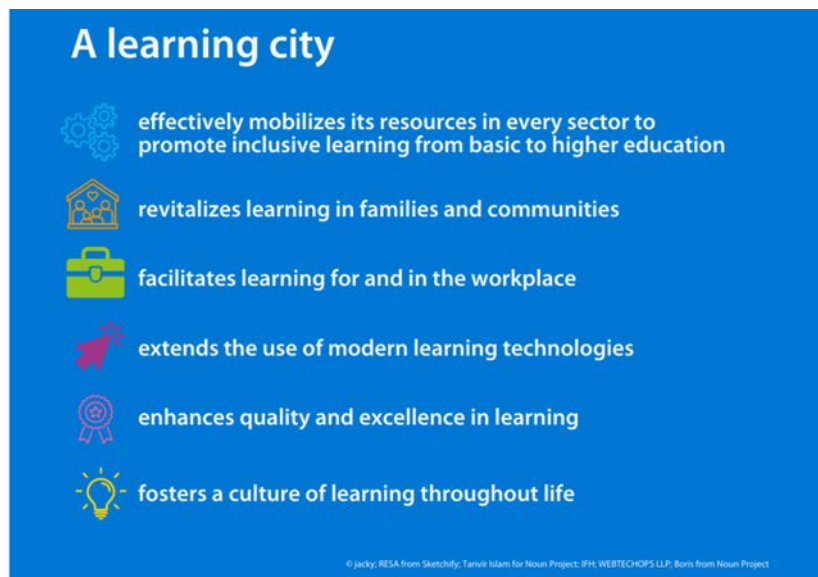 A learning city
effectively mobilizes its resources in every sector to
promote inclusive learning from basic to higher education
revitalizes learning in families and communities
facilitates learning for and in the workplace
extends the use of modern learning technologies
enhances quality and excellence in learning
fosters a culture of learning throughout life
© jacky; RESA from Sketchify; Tanvir Islam for Noun Project; IFH; WEBTECHOPS LLP; Boris from Noun Project